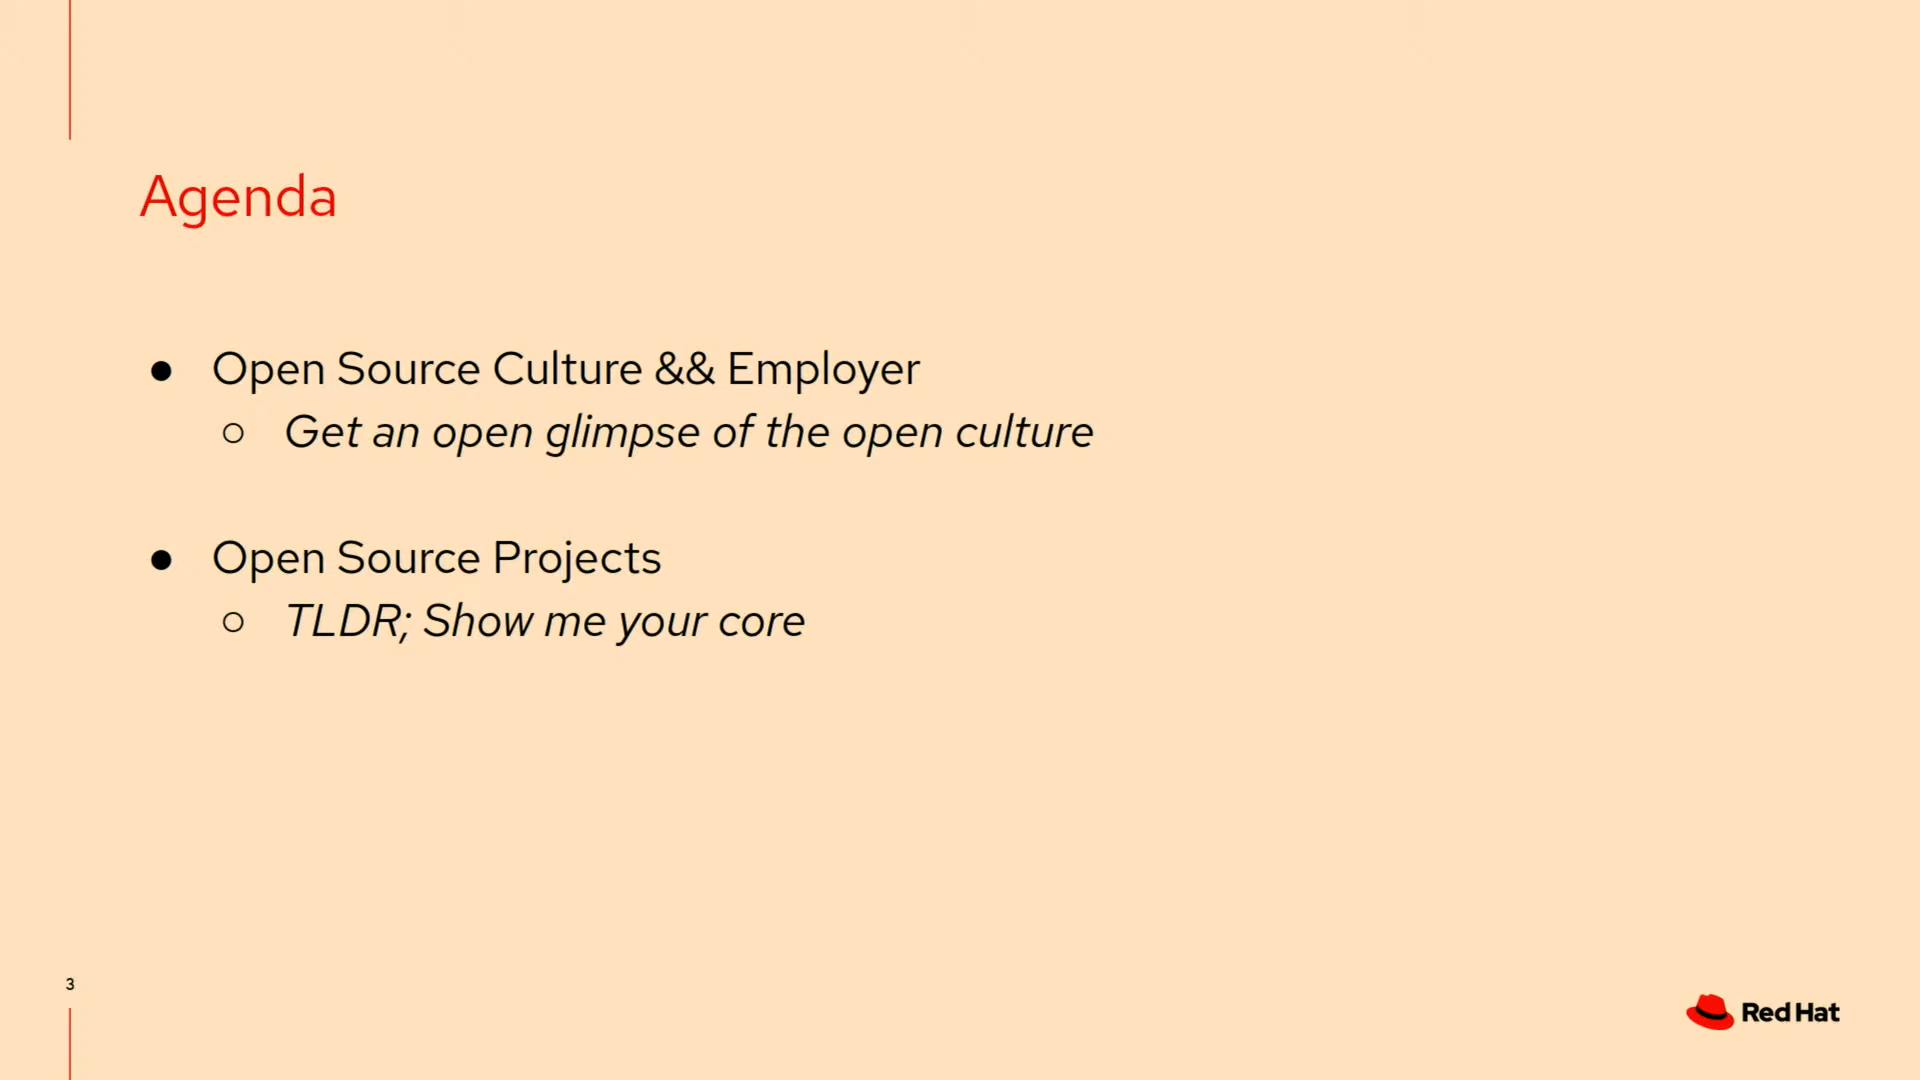 Agenda
● Open Source Culture && Employer
○ Get an open glimpse of the open culture
● Open Source Projects
○ TLDR; Show me your core
3
Red Hat